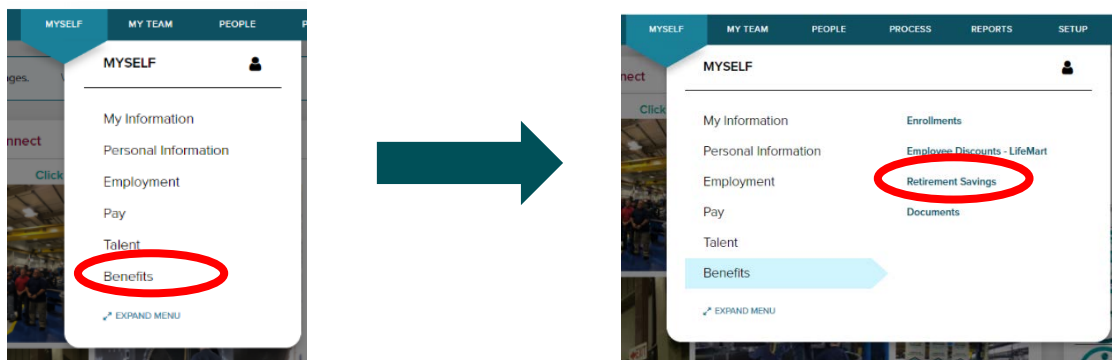 MYSELF MY TEAM PEOPLE
MYSELF
ages.
nnect
Click
My Information
Personal Information
Employment
Pay
Talent
Benefits
EXPAND MENU
MYSELF MY TEAM PEOPLE PROCESS REPORTS SETUP
MYSELF
nect
Click
My Information
Personal Information
Employment
Pay
Talent
Benefits
EXPAND MENU
Enrollments
Employee Discounts - LifeMart
Retirement Savings
Documents